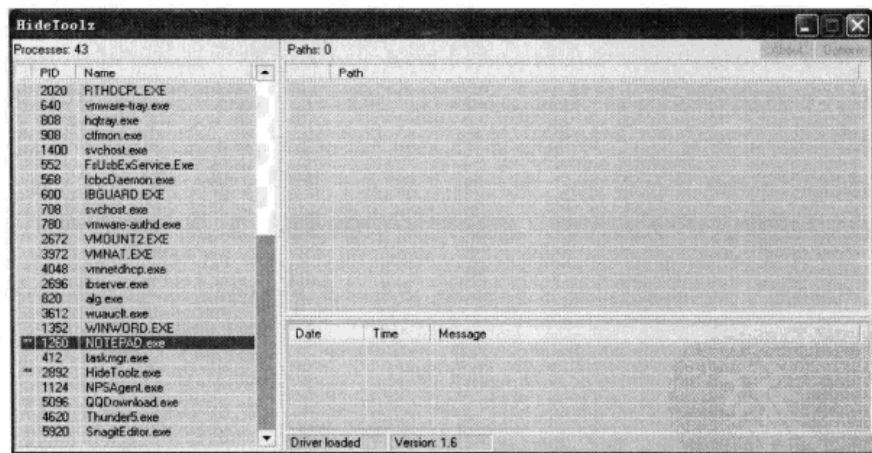 HideToolz
Processes: 43
Paths: 0
About
Options
PID Name
2020 RTHDCPL.EXE
640 vmware-tray.exe
808 hqtray.exe
908 ctfmon.exe
1400 svchost.exe
552 FsUsbExService.Exe
568 IcbcDaemon.exe
600 IBGUARD.EXE
708 svchost.exe
780 vmware-authd.exe
2672 VMOUNT2.EXE
3972 VMNAT.EXE
4048 vmnetdhcp.exe
2696 ibserver.exe
820 alg.exe
3612 wuauclt.exe
1352 WINWORD.EXE
** 1260 NOTEPAD.exe
412 taskmgr.exe
** 2892 HideToolz.exe
1124 NPSAgent.exe
5096 QQDownload.exe
4620 Thunder5.exe
5920 SnagitEditor.exe
Path
Date Time Message
Driver loaded Version: 1.6